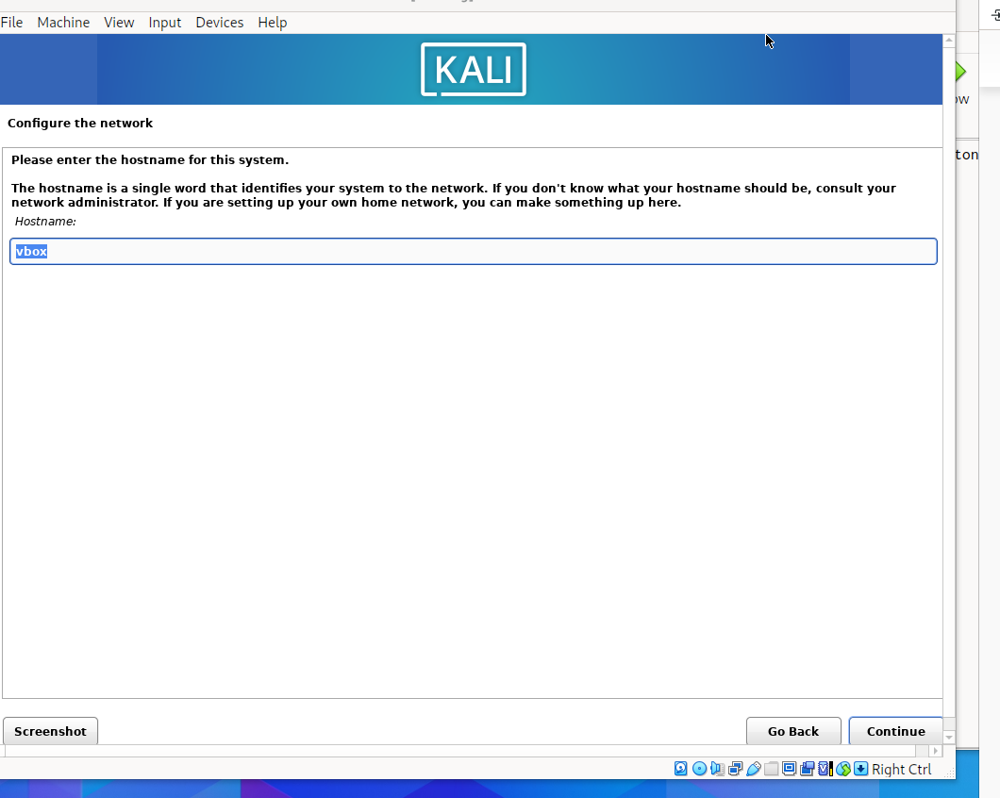 File Machine View Input Devices Help
KALI
ow
Configure the network
ton
Please enter the hostname for this system.
The hostname is a single word that identifies your system to the network. If you don't know what your hostname should be, consult your
network administrator. If you are setting up your own home network, you can make something up here.
Hostname:
vbox
Screenshot Go Back Continue
Right Ctrl